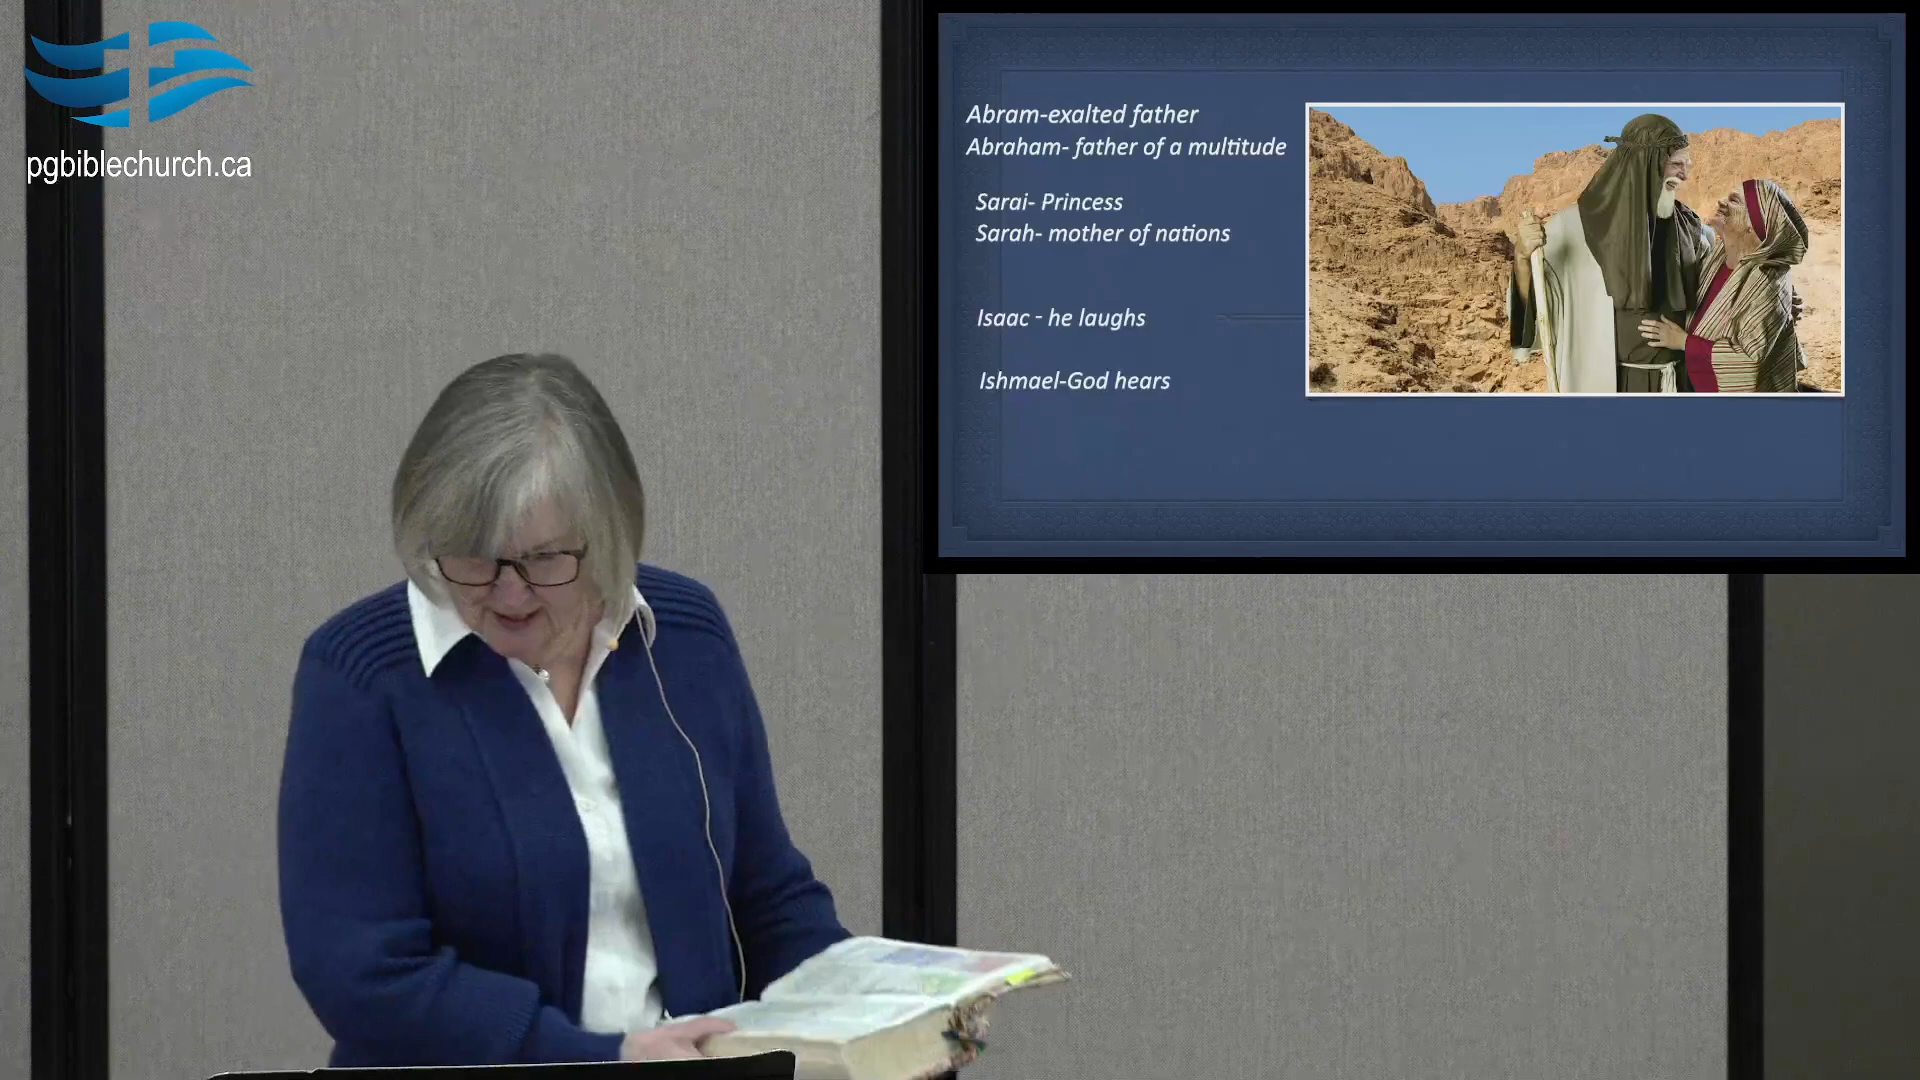 pgbiblechurch.ca
Abram-exalted father
Abraham- father of a multitude
Sarai- Princess
Sarah- mother of nations
Isaac - he laughs
Ishmael-God hears